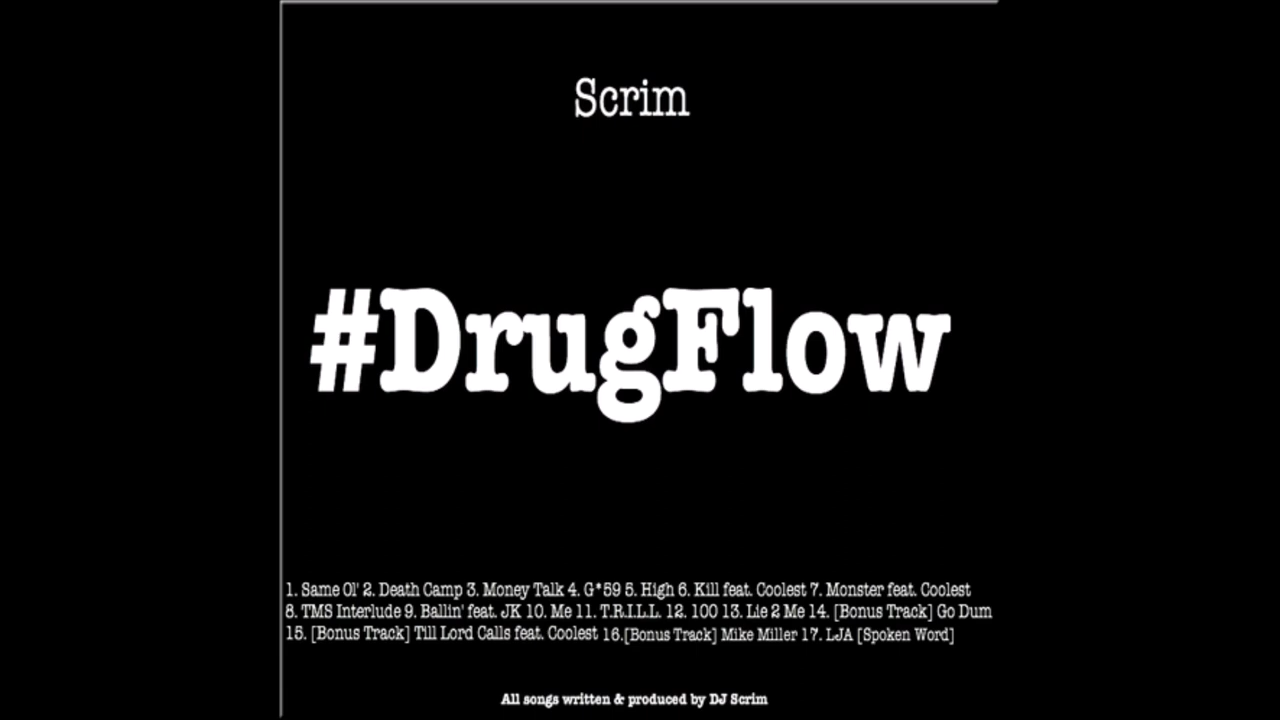 Scrim
#DrugFlow
1. Same Ol' 2. Death Camp 3. Money Talk 4. G*59 5. High 6. Kill feat. Coolest 7. Monster feat. Coolest
8. TMS Interlude 9. Ballin' feat. JK 10. Me 11. T.R.I.L.L. 12. 100 13. Lie 2 Me 14. [Bonus Track] Go Dum
15. [Bonus Track] Till Lord Calls feat. Coolest 16.[Bonus Track] Mike Miller 17. LJA [Spoken Word]
All songs written & produced by DJ Scrim